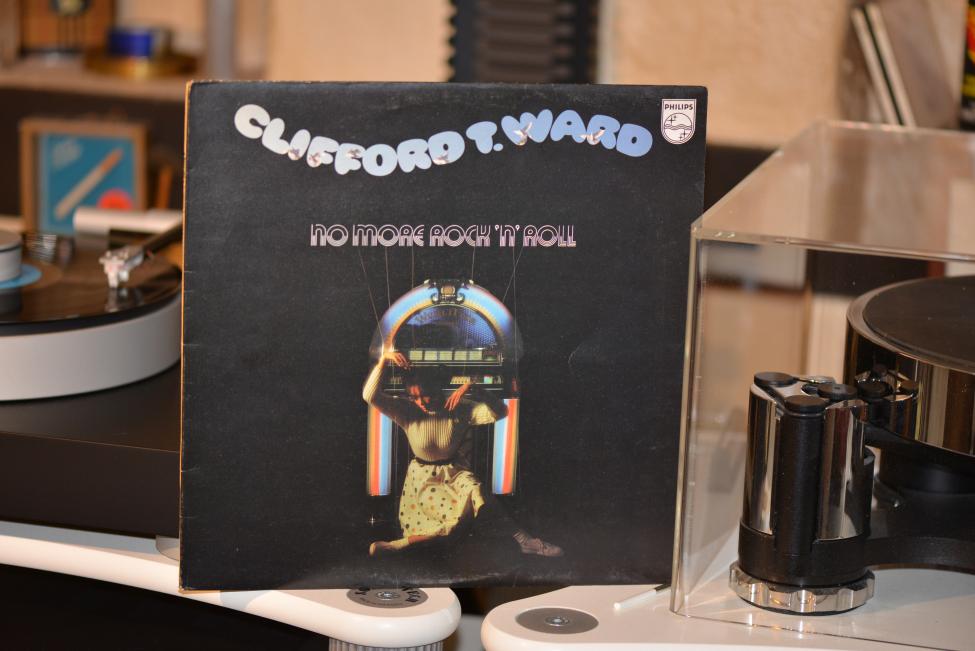 CLIFFORD T. WARD
PHILIPS
NO MORE ROCK 'N' ROLL